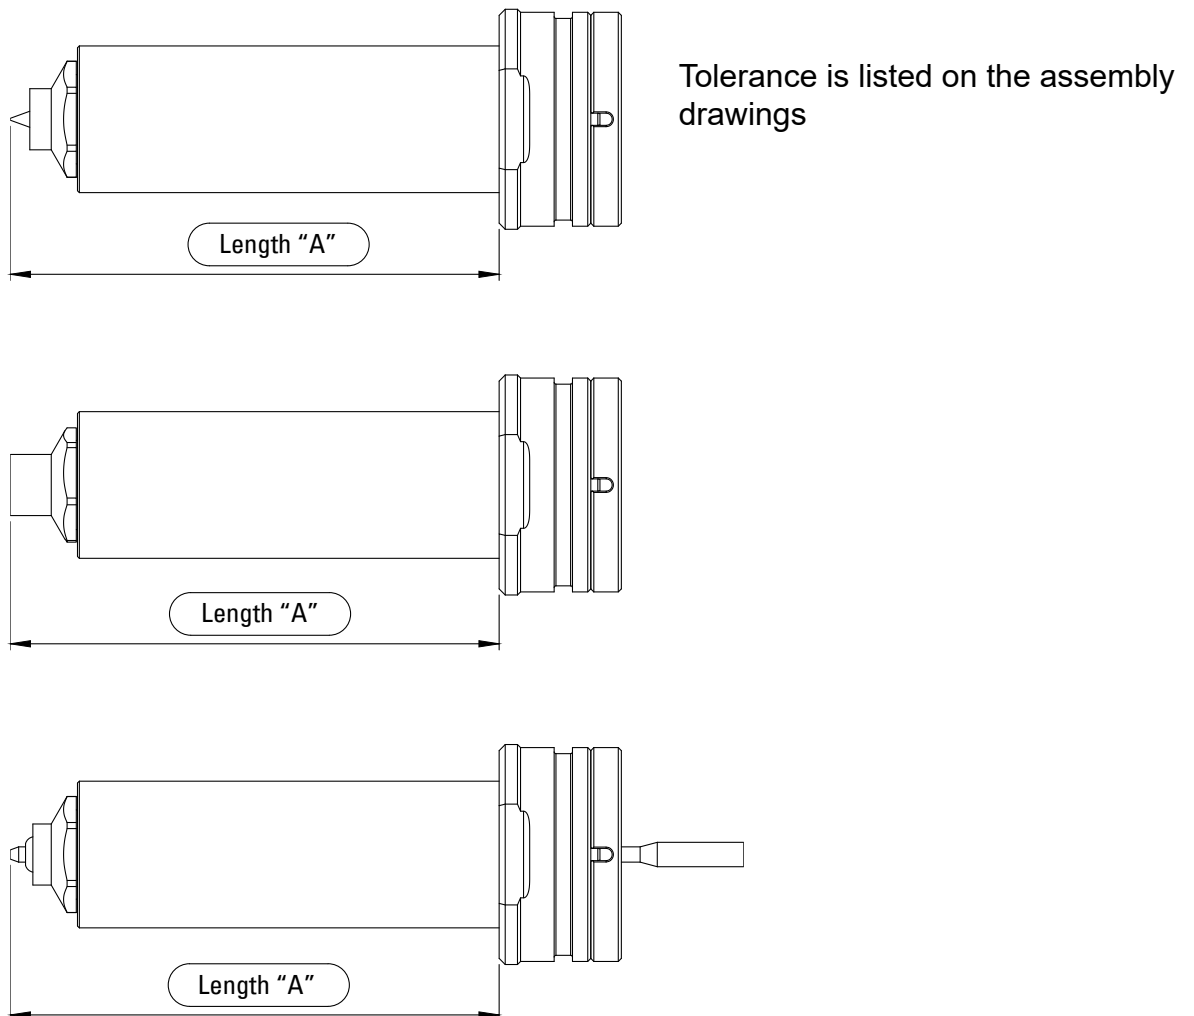 Tolerance is listed on the assembly
drawings
Length “A”
Length “A”
Length “A”